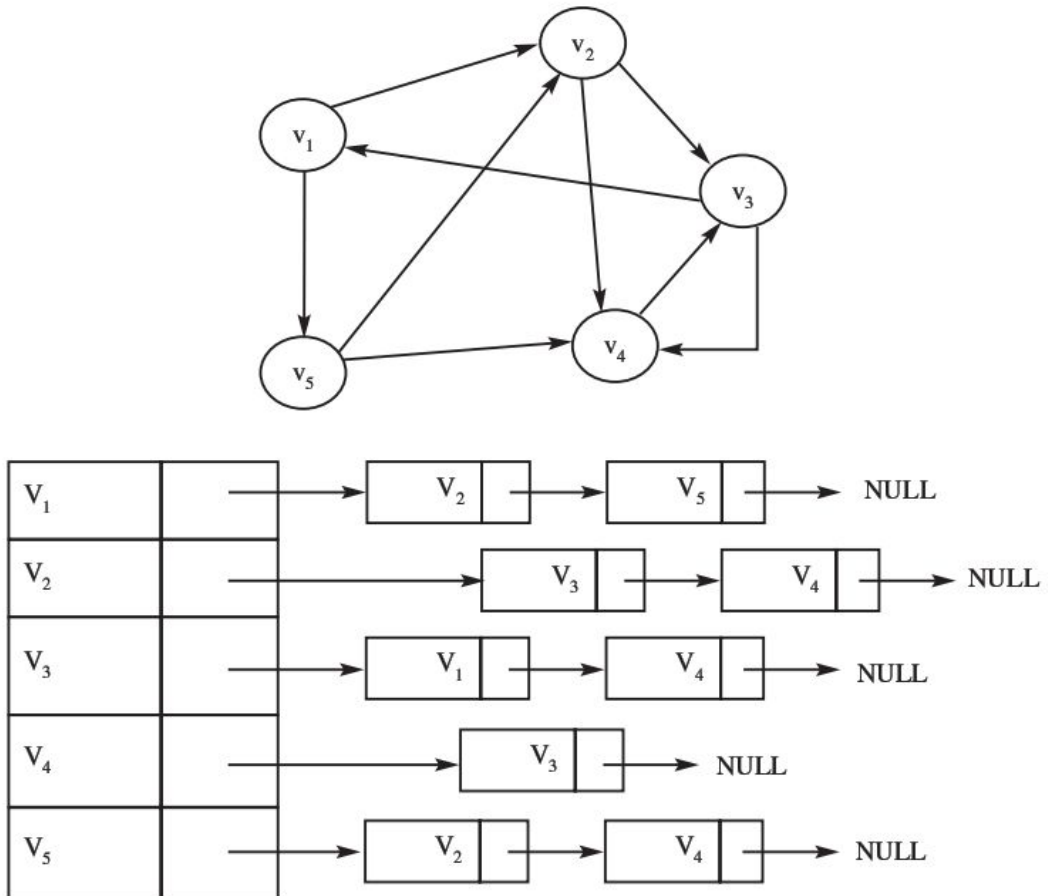 v₂
v₁
v₃
v₄
v₅
V₁ V₂ V₅ NULL
V₂ V₃ V₄ NULL
V₃ V₁ V₄ NULL
V₄ V₃ NULL
V₅ V₂ V₄ NULL